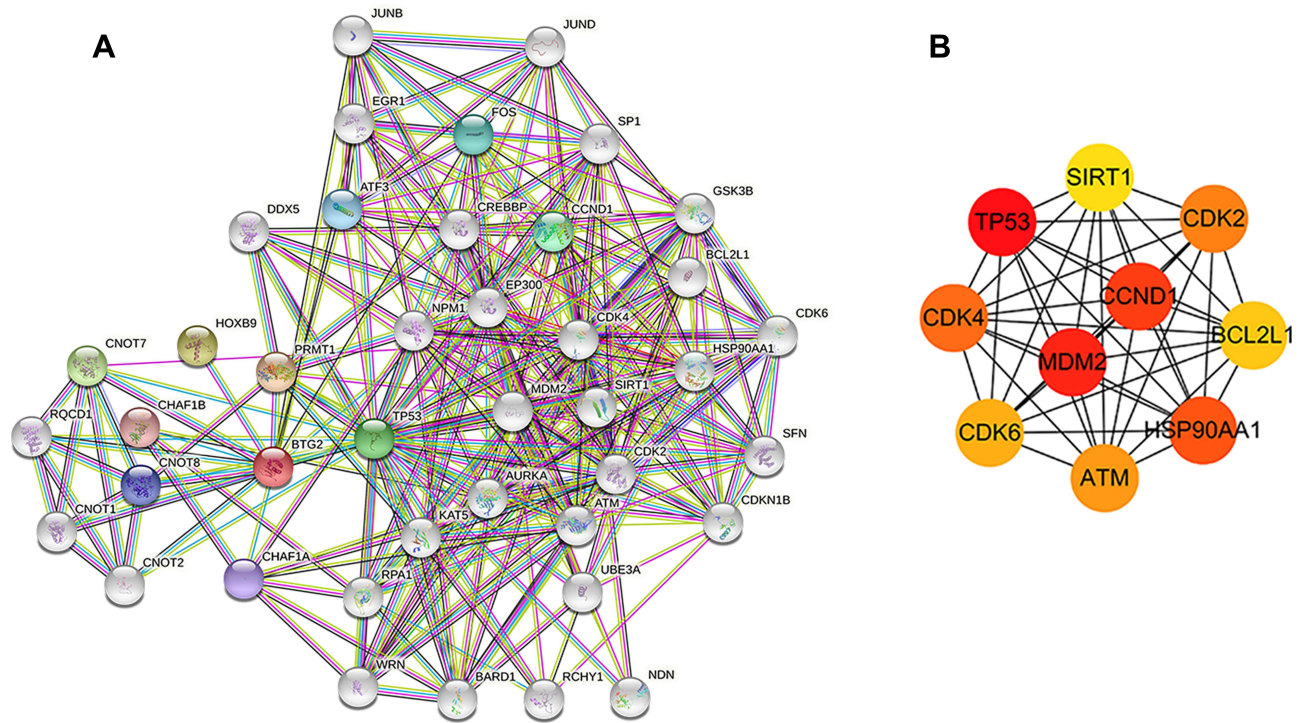 A
B
JUNB
JUND
EGR1
FOS
SP1
ATF3
GSK3B
DDX5
CREBBP
CCND1
BCL2L1
EP300
NPM1
CDK4
CDK6
HOXB9
CNOT7
PRMT1
HSP90AA1
MDM2
SIRT1
RQCD1
CHAF1B
TP53
BTG2
SFN
CNOT8
CDK2
AURKA
CNOT1
KAT5
ATM
CDKN1B
CNOT2
CHAF1A
RPA1
UBE3A
WRN
BARD1
RCHY1
NDN
SIRT1
TP53
CDK2
CCND1
CDK4
BCL2L1
MDM2
CDK6
HSP90AA1
ATM